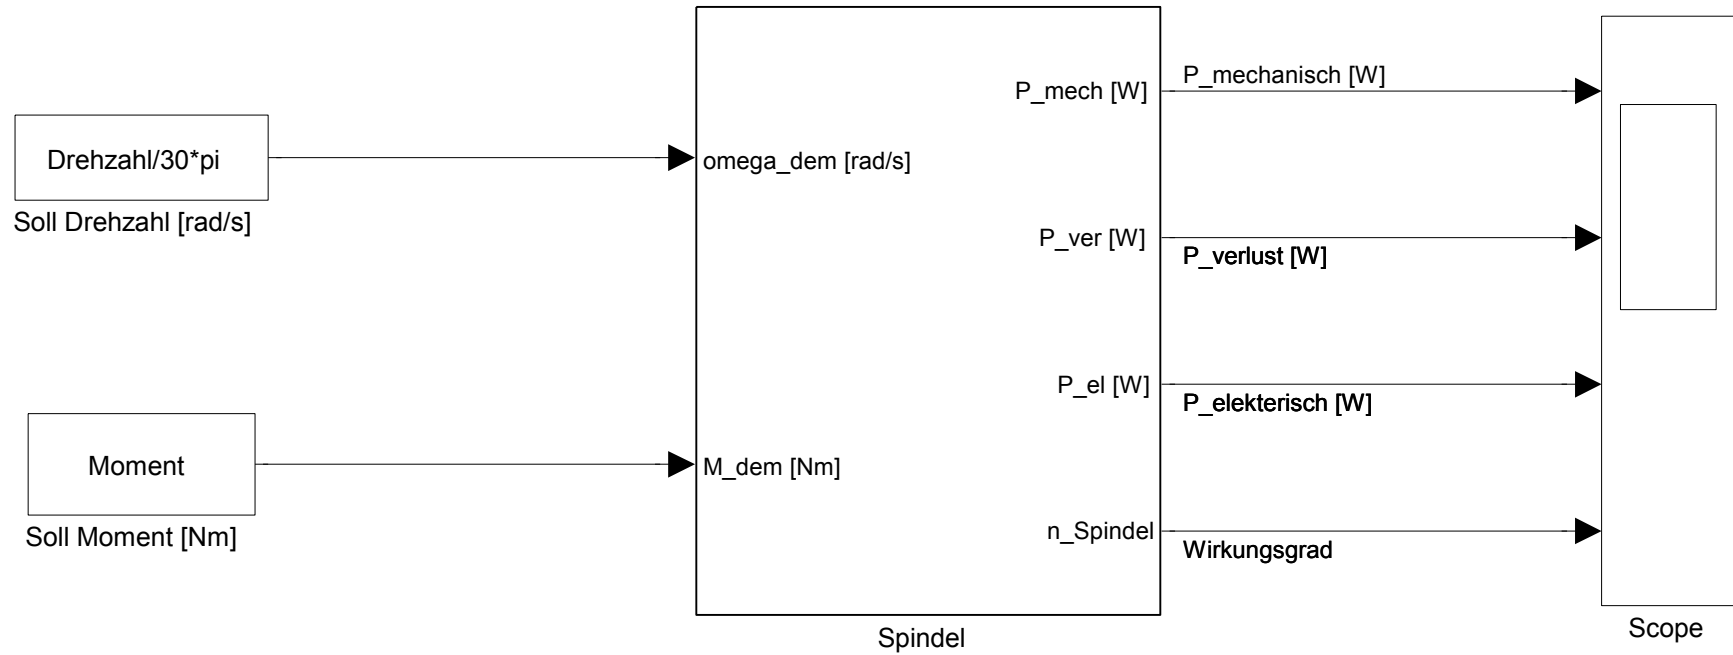 Drehzahl/30*pi
Soll Drehzahl [rad/s]
Moment
Soll Moment [Nm]
omega_dem [rad/s]
M_dem [Nm]
P_mech [W]
P_ver [W]
P_el [W]
n_Spindel
Spindel
P_mechanisch [W]
P_verlust [W]
P_elekterisch [W]
Wirkungsgrad
Scope